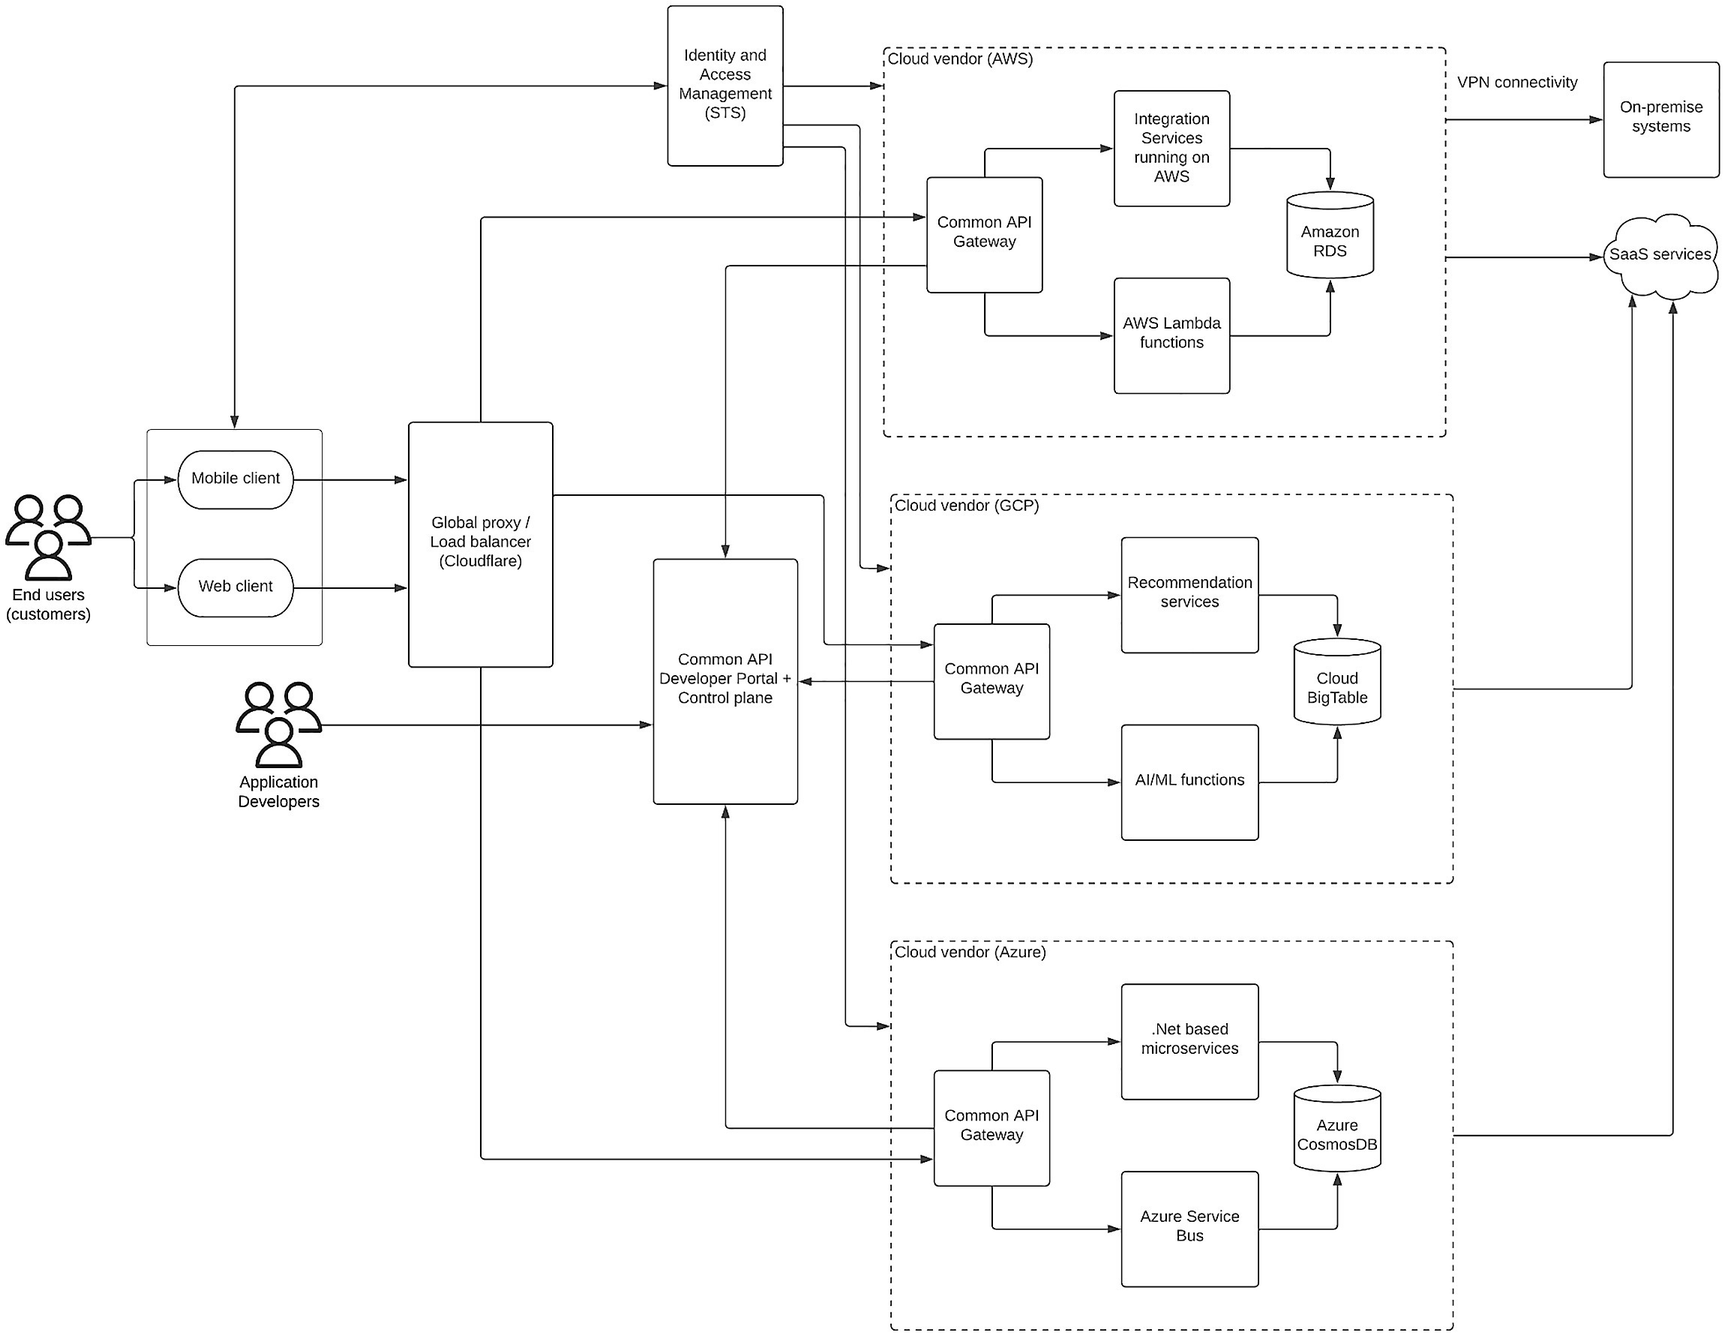 Identity and
Access
Management
(STS)
Cloud vendor (AWS)
VPN connectivity
On-premise
systems
Integration
Services
running on
AWS
Common API
Gateway
Amazon
RDS
SaaS services
AWS Lambda
functions
Mobile client
Web client
End users
(customers)
Global proxy /
Load balancer
(Cloudflare)
Cloud vendor (GCP)
Recommendation
services
Common API
Developer Portal +
Control plane
Common API
Gateway
Cloud
BigTable
AI/ML functions
Application
Developers
Cloud vendor (Azure)
.Net based
microservices
Common API
Gateway
Azure
CosmosDB
Azure Service
Bus